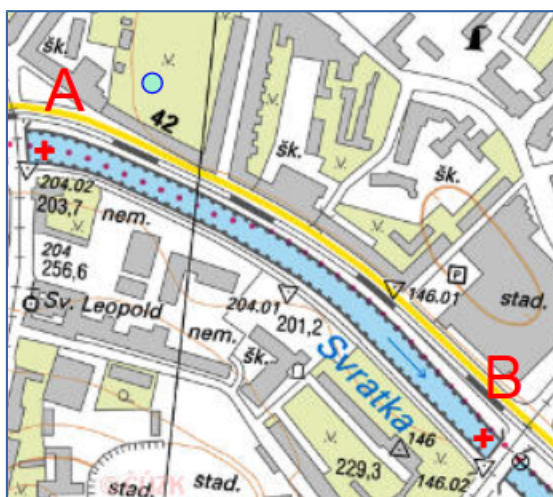 šk.
A
v.
42
v.
šk.
v.
šk.
204.02
203,7
nem.
v.
204
256,6
Sv. Leopold
204.01
201,2
nem.
šk.
P
146.01
stad.
Svratka
B
v.
v.
146
229,3
146.02
stad.
stad.
© ČÚZK